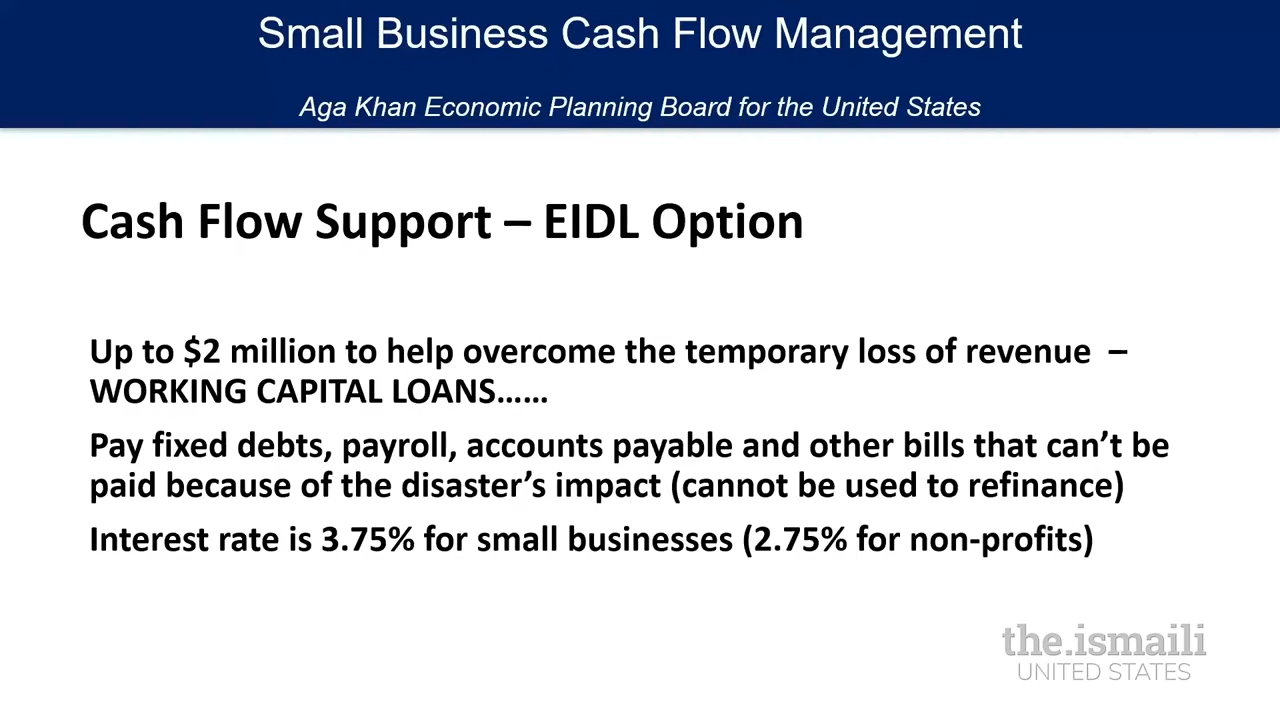 Small Business Cash Flow Management
Aga Khan Economic Planning Board for the United States
Cash Flow Support – EIDL Option
Up to $2 million to help overcome the temporary loss of revenue –
WORKING CAPITAL LOANS……
Pay fixed debts, payroll, accounts payable and other bills that can’t be
paid because of the disaster’s impact (cannot be used to refinance)
Interest rate is 3.75% for small businesses (2.75% for non-profits)
the.ismaili
UNITED STATES